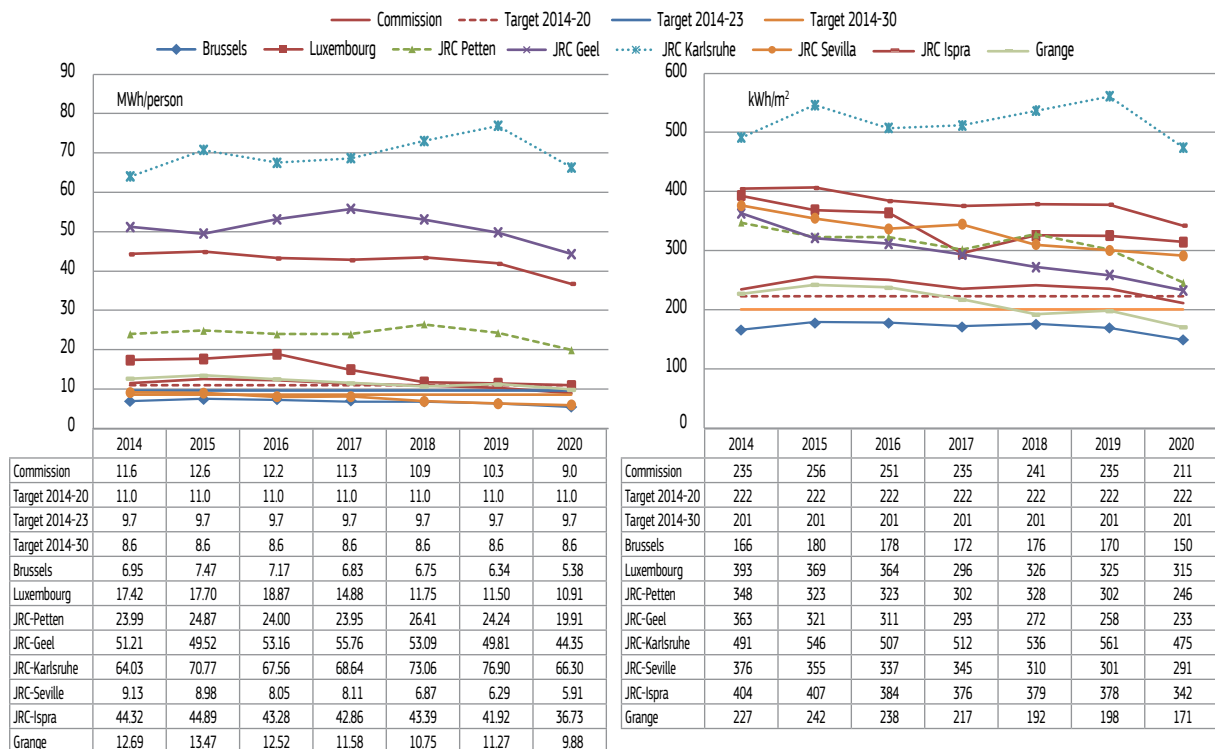 Commission Target 2014-20 Target 2014-23 Target 2014-30
Brussels Luxembourg JRC Petten JRC Geel JRC Karlsruhe JRC Sevilla JRC Ispra Grange
MWh/person
90
80
70
60
50
40
30
20
10
0
2014 2015 2016 2017 2018 2019 2020
Commission 11.6 12.6 12.2 11.3 10.9 10.3 9.0
Target 2014-20 11.0 11.0 11.0 11.0 11.0 11.0 11.0
Target 2014-23 9.7 9.7 9.7 9.7 9.7 9.7 9.7
Target 2014-30 8.6 8.6 8.6 8.6 8.6 8.6 8.6
Brussels 6.95 7.47 7.17 6.83 6.75 6.34 5.38
Luxembourg 17.42 17.70 18.87 14.88 11.75 11.50 10.91
JRC-Petten 23.99 24.87 24.00 23.95 26.41 24.24 19.91
JRC-Geel 51.21 49.52 53.16 55.76 53.09 49.81 44.35
JRC-Karlsruhe 64.03 70.77 67.56 68.64 73.06 76.90 66.30
JRC-Seville 9.13 8.98 8.05 8.11 6.87 6.29 5.91
JRC-Ispra 44.32 44.89 43.28 42.86 43.39 41.92 36.73
Grange 12.69 13.47 12.52 11.58 10.75 11.27 9.88
kWh/m²
600
500
400
300
200
100
0
2014 2015 2016 2017 2018 2019 2020
Commission 235 256 251 235 241 235 211
Target 2014-20 222 222 222 222 222 222 222
Target 2014-30 201 201 201 201 201 201 201
Brussels 166 180 178 172 176 170 150
Luxembourg 393 369 364 296 326 325 315
JRC-Petten 348 323 323 302 328 302 246
JRC-Geel 363 321 311 293 272 258 233
JRC-Karlsruhe 491 546 507 512 536 561 475
JRC-Seville 376 355 337 345 310 301 291
JRC-Ispra 404 407 384 376 379 378 342
Grange 227 242 238 217 192 198 171